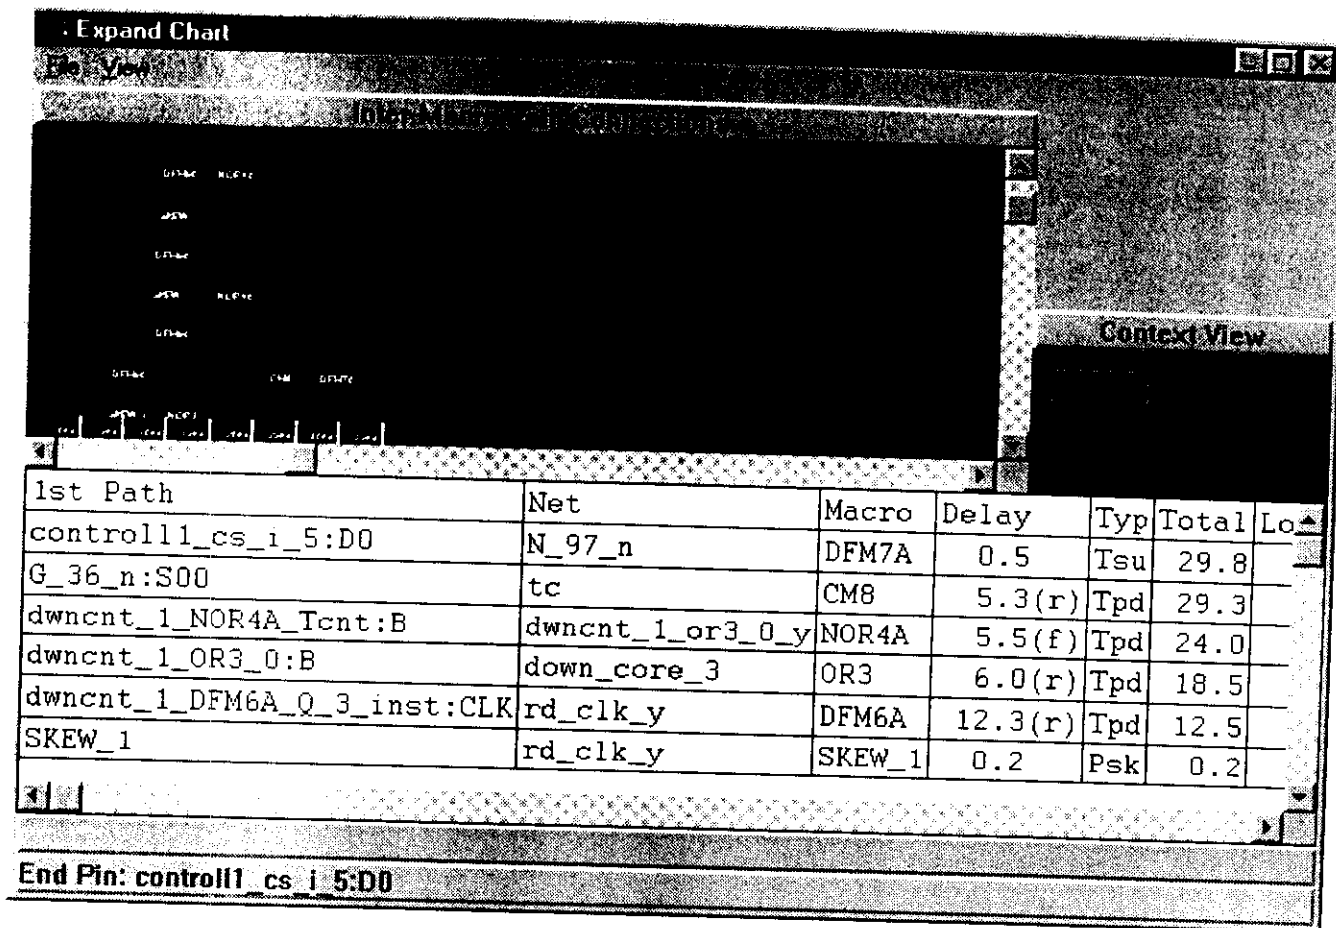 Expand Chart
File View
Context View
1st Path Net Macro Delay Typ Total Lo
controll1_cs_i_5:D0 N_97_n DFM7A 0.5 Tsu 29.8
G_36_n:S00 tc CM8 5.3(r) Tpd 29.3
dwncnt_1_NOR4A_Tcnt:B dwncnt_1_or3_0_y NOR4A 5.5(f) Tpd 24.0
dwncnt_1_OR3_0:B down_core_3 OR3 6.0(r) Tpd 18.5
dwncnt_1_DFM6A_Q_3_inst:CLK rd_clk_y DFM6A 12.3(r) Tpd 12.5
SKEW_1 rd_clk_y SKEW_1 0.2 Psk 0.2
End Pin: controll1_cs_i_5:D0